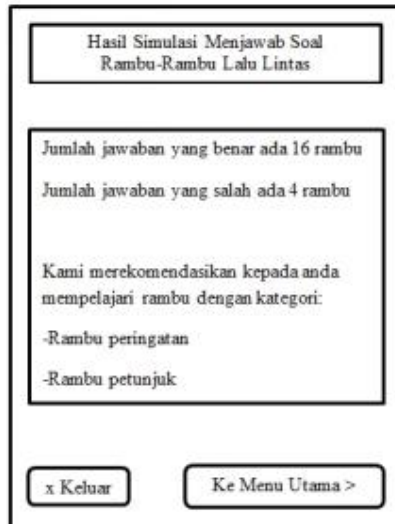 Hasil Simulasi Menjawab Soal
Rambu-Rambu Lalu Lintas
Jumlah jawaban yang benar ada 16 rambu
Jumlah jawaban yang salah ada 4 rambu
Kami merekomendasikan kepada anda
mempelajari rambu dengan kategori:
-Rambu peringatan
-Rambu petunjuk
x Keluar
Ke Menu Utama >